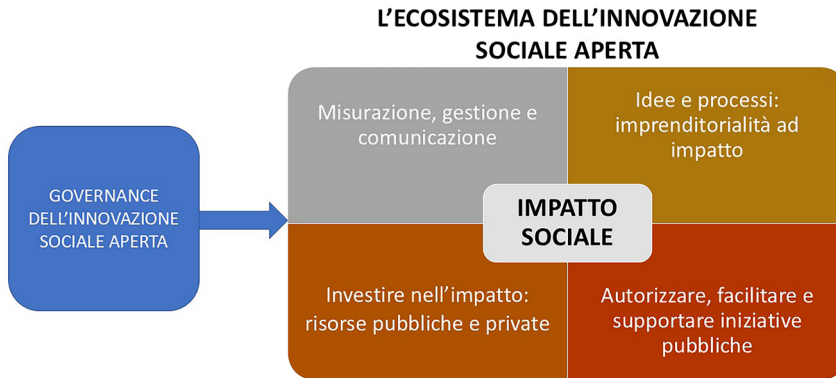 L’ECOSISTEMA DELL’INNOVAZIONE
SOCIALE APERTA
GOVERNANCE
DELL’INNOVAZIONE
SOCIALE APERTA
Misurazione, gestione e
comunicazione
Idee e processi:
imprenditorialità ad
impatto
IMPATTO
SOCIALE
Investire nell’impatto:
risorse pubbliche e private
Autorizzare, facilitare e
supportare iniziative
pubbliche